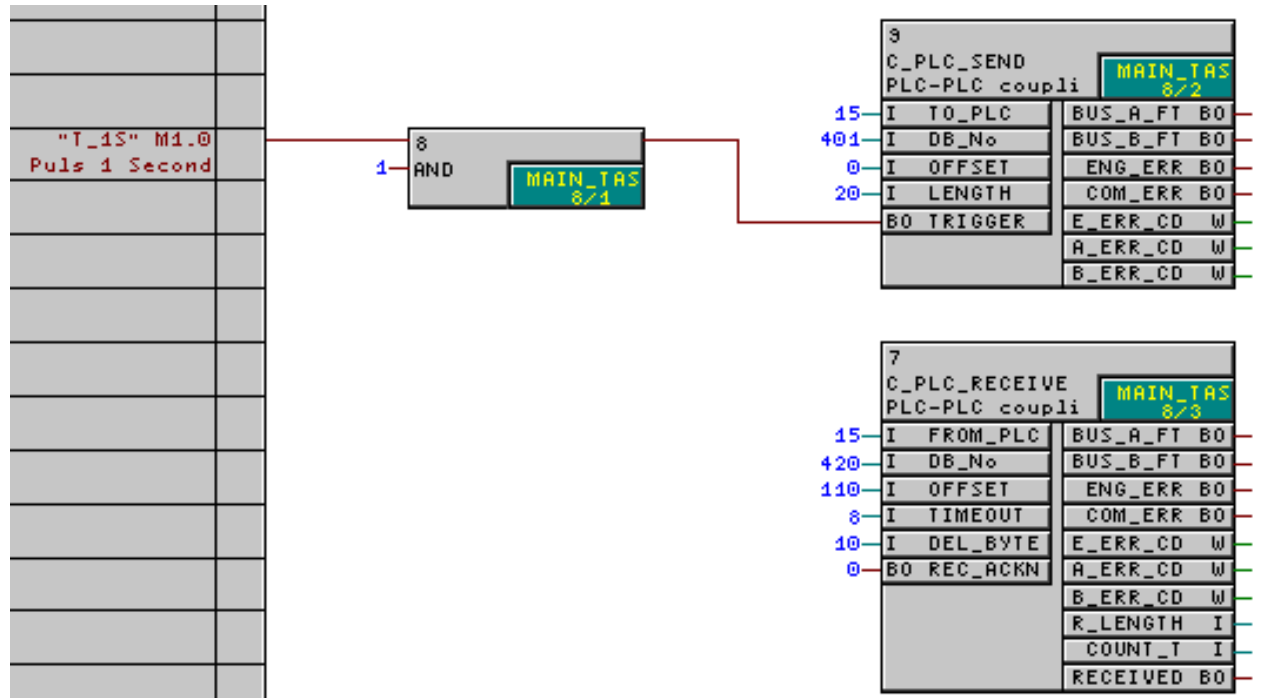 "T_1S" M1.0
Puls 1 Second
8
1 AND
MAIN_TAS
8/1
9
C_PLC_SEND
PLC-PLC coupli
MAIN_TAS
8/2
15 I TO_PLC BUS_A_FT BO
401 I DB_No BUS_B_FT BO
0 I OFFSET ENG_ERR BO
20 I LENGTH COM_ERR BO
BO TRIGGER E_ERR_CD W
A_ERR_CD W
B_ERR_CD W
7
C_PLC_RECEIVE
PLC-PLC coupli
MAIN_TAS
8/3
15 I FROM_PLC BUS_A_FT BO
420 I DB_No BUS_B_FT BO
110 I OFFSET ENG_ERR BO
8 I TIMEOUT COM_ERR BO
10 I DEL_BYTE E_ERR_CD W
0 BO REC_ACKN A_ERR_CD W
B_ERR_CD W
R_LENGTH I
COUNT_T I
RECEIVED BO